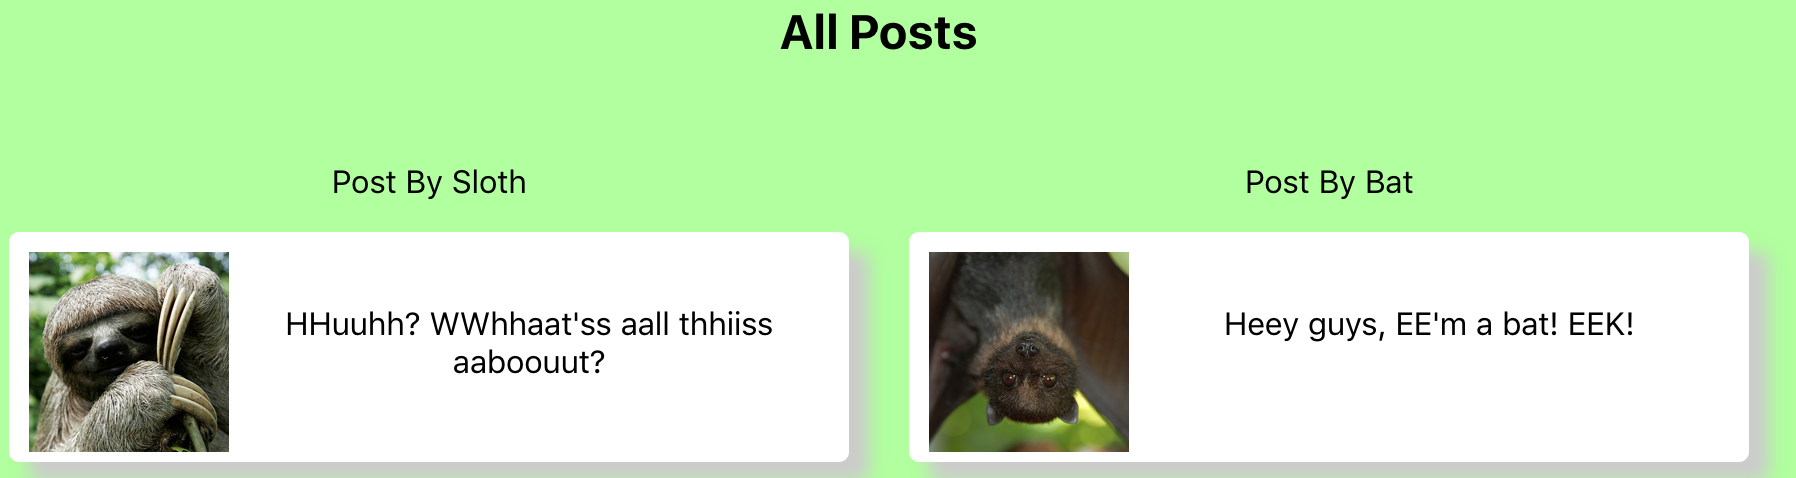 All Posts
Post By Sloth
HHuuhh? WWhhaat'ss aall thhiiss
aaboouut?
Post By Bat
Heey guys, EE'm a bat! EEK!